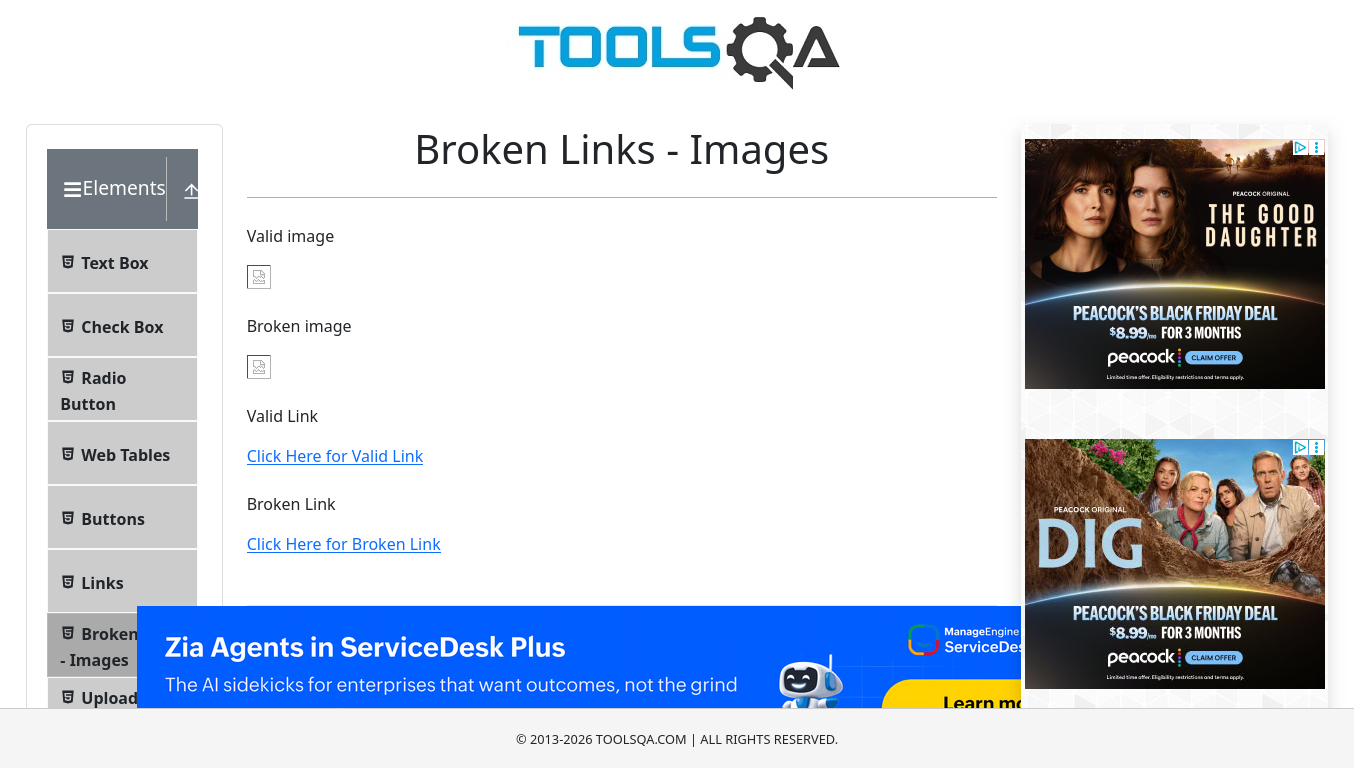 TOOLSQA
Broken Links - Images
Elements
Text Box
Check Box
Radio
Button
Web Tables
Buttons
Links
Broken
- Images
Upload
Valid image
Broken image
Valid Link
Click Here for Valid Link
Broken Link
Click Here for Broken Link
PEACOCK ORIGINAL
THE GOOD
DAUGHTER
PEACOCK'S BLACK FRIDAY DEAL
$8.99/mo FOR 3 MONTHS
peacock CLAIM OFFER
Limited time offer. Eligibility restrictions and terms apply.
PEACOCK ORIGINAL
DIG
PEACOCK'S BLACK FRIDAY DEAL
$8.99/mo FOR 3 MONTHS
peacock CLAIM OFFER
Limited time offer. Eligibility restrictions and terms apply.
Zia Agents in ServiceDesk Plus
The AI sidekicks for enterprises that want outcomes, not the grind
ManageEngine
ServiceDes
Learn mo
© 2013-2026 TOOLSQA.COM | ALL RIGHTS RESERVED.